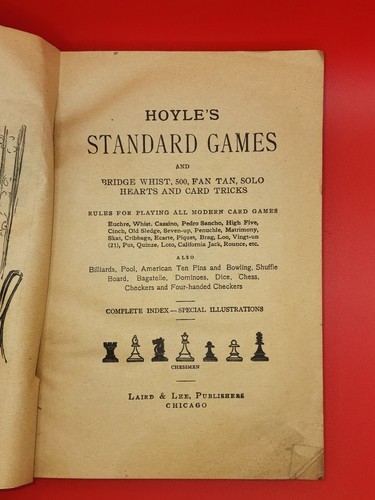 HOYLE'S
STANDARD GAMES
AND
BRIDGE WHIST, 500, FAN TAN, SOLO
HEARTS AND CARD TRICKS
RULES FOR PLAYING ALL MODERN CARD GAMES
Euchre, Whist, Cassino, Pedro Sancho, High Five,
Cinch, Old Sledge, Seven-up, Penuchle, Matrimony,
Skat, Cribbage, Ecarte, Piquet, Brag, Loo, Vingt-un
(21), Put, Quinze, Loto, California Jack, Rounce, etc.
ALSO
Billiards, Pool, American Ten Pins and Bowling, Shuffle
Board, Bagatelle, Dominoes, Dice, Chess,
Checkers and Four-handed Checkers
COMPLETE INDEX—SPECIAL ILLUSTRATIONS
CHESSMEN
LAIRD & LEE, PUBLISHERS
CHICAGO